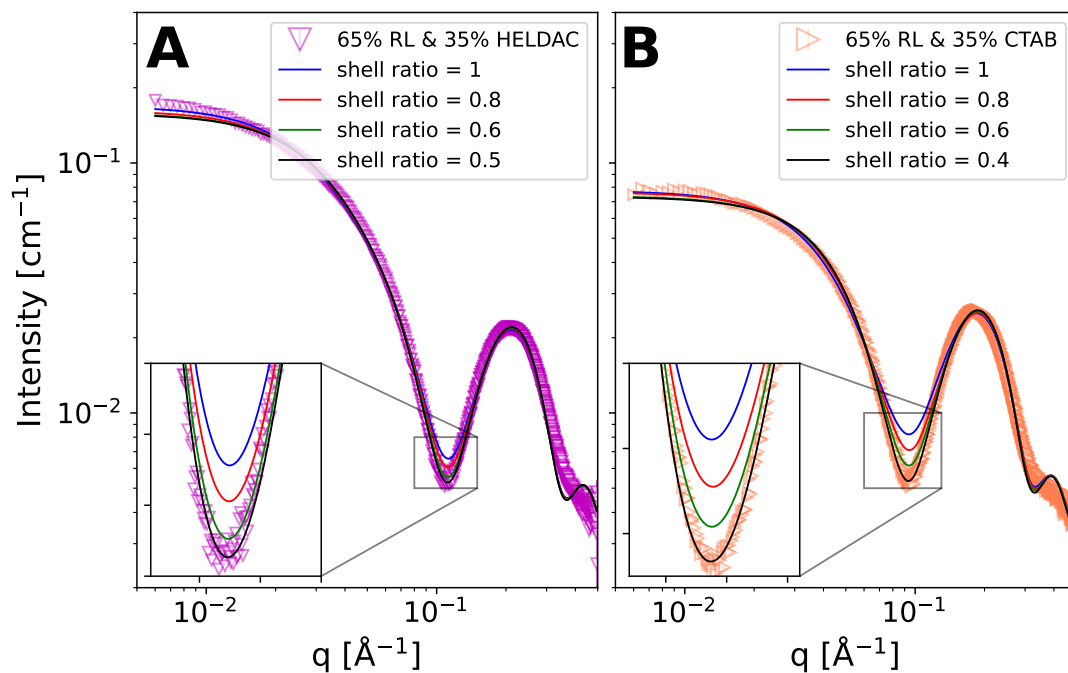 A
65% RL & 35% HELDAC
shell ratio = 1
shell ratio = 0.8
shell ratio = 0.6
shell ratio = 0.5
B
65% RL & 35% CTAB
shell ratio = 1
shell ratio = 0.8
shell ratio = 0.6
shell ratio = 0.4
Intensity [cm⁻¹]
10⁻¹
10⁻²
10⁻² 10⁻¹
q [Å⁻¹]
10⁻² 10⁻¹
q [Å⁻¹]